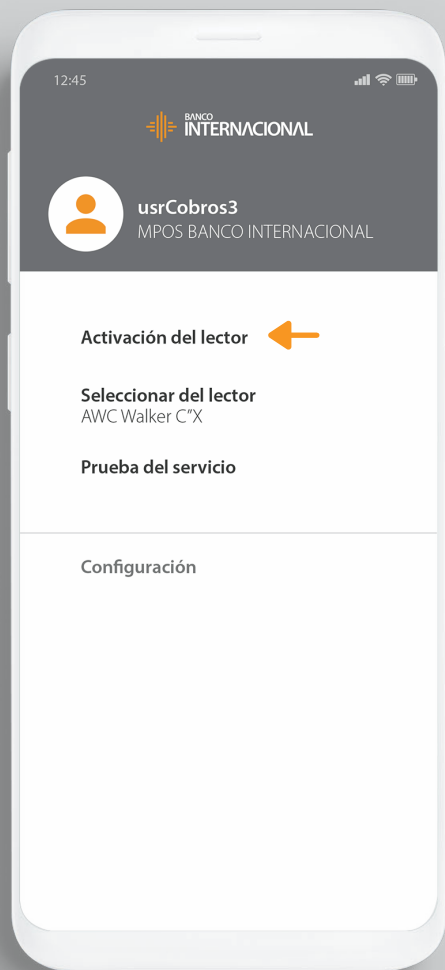 12:45
BANCO
INTERNACIONAL
usrCobros3
MPOS BANCO INTERNACIONAL
Activación del lector
Seleccionar del lector
AWC Walker C”X
Prueba del servicio
Configuración